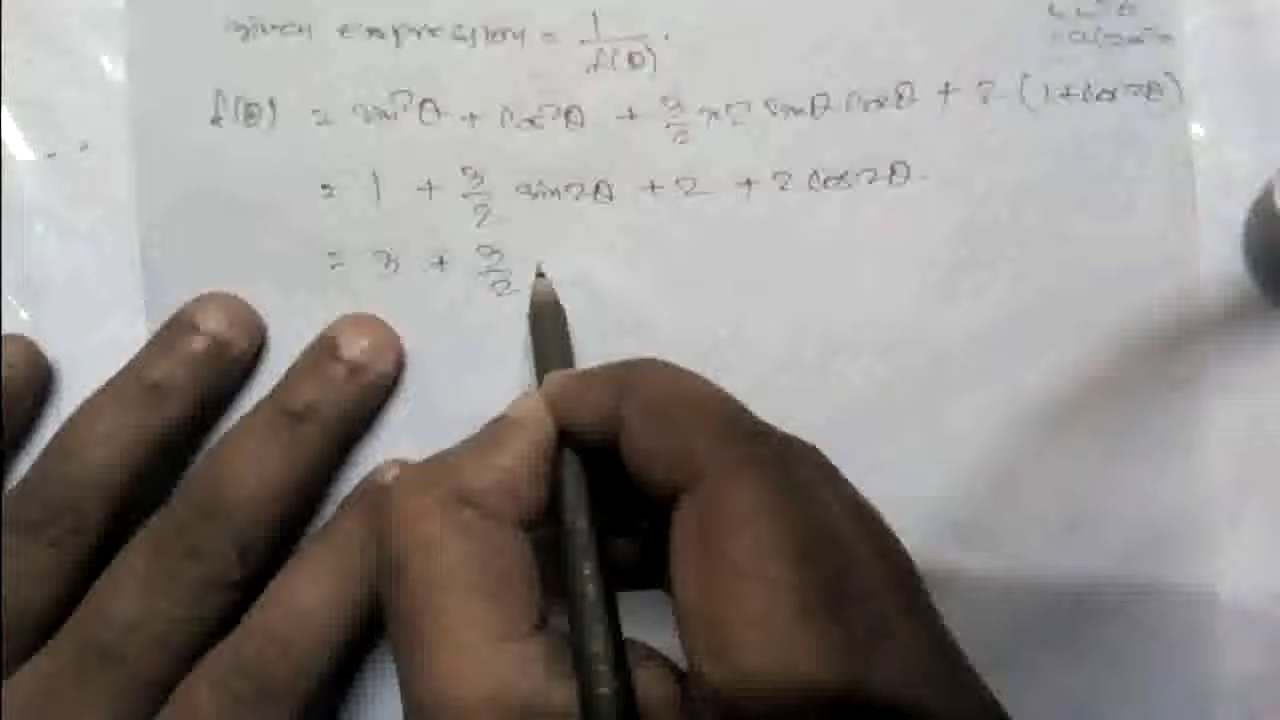 given expression = 1/f(θ).
f(θ) = sin²θ + cos²θ + 3/2 × 2 sinθ cosθ + 2 (1+cos2θ)
= 1 + 3/2 sin2θ + 2 + 2 cos2θ.
= 3 + 3/2